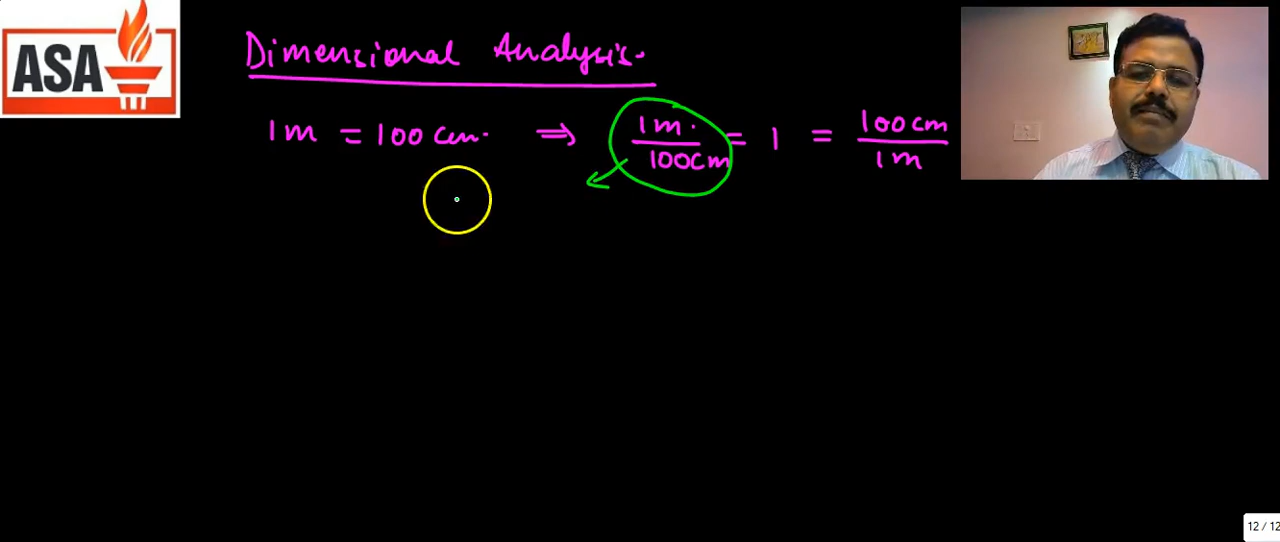 ASA
Dimensional Analysis.
1m = 100 cm. ⇒ 1m. / 100cm = 1 = 100cm / 1m
12 / 12